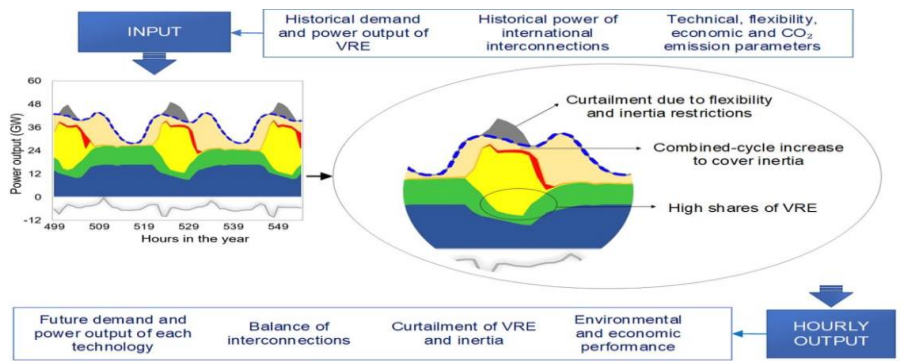 INPUT
Historical demand
and power output of
VRE
Historical power of
international
interconnections
Technical, flexibility,
economic and CO₂
emission parameters
Power output (GW)
60
48
36
24
12
0
-12
499 509 519 529 539 549
Hours in the year
Curtailment due to flexibility
and inertia restrictions
Combined-cycle increase
to cover inertia
High shares of VRE
HOURLY
OUTPUT
Future demand and
power output of each
technology
Balance of
interconnections
Curtailment of VRE
and inertia
Environmental
and economic
performance